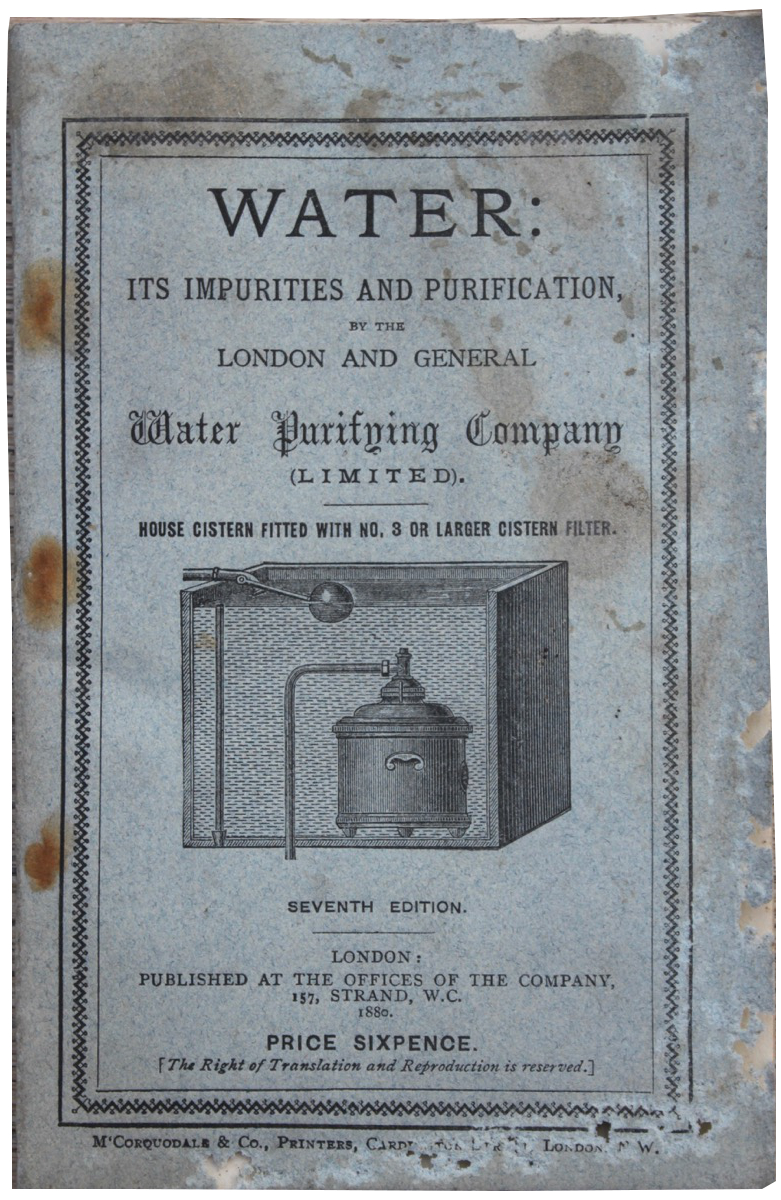 WATER:
ITS IMPURITIES AND PURIFICATION,
BY THE
LONDON AND GENERAL
Water Purifying Company
(LIMITED).
HOUSE CISTERN FITTED WITH NO. 3 OR LARGER CISTERN FILTER.
SEVENTH EDITION.
LONDON:
PUBLISHED AT THE OFFICES OF THE COMPANY,
157, STRAND, W.C.
1880.
PRICE SIXPENCE.
[The Right of Translation and Reproduction is reserved.]
M'CORQUODALE & CO., PRINTERS, LONDON, N.W.